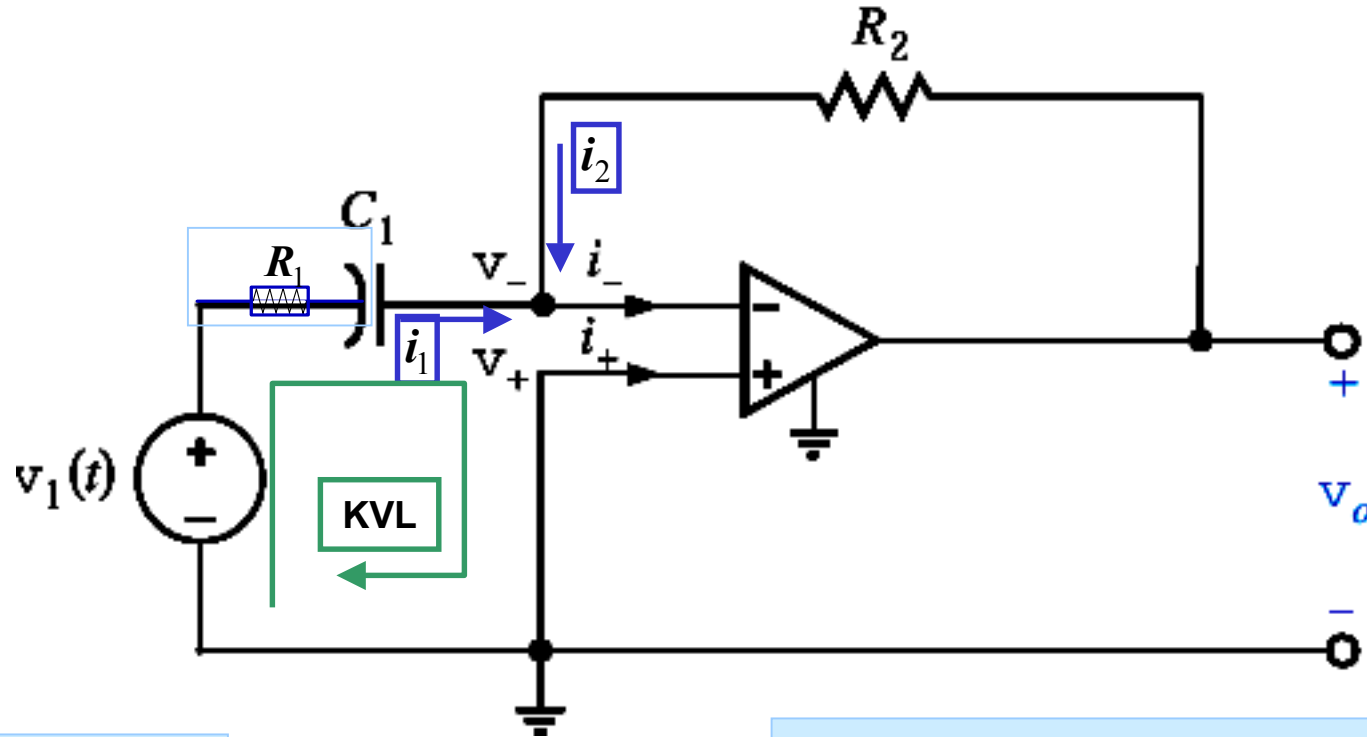 R₂
i₂
C₁
R₁
v₋
i₋
i₁
v₊
i₊
−
+
+
v₁(t)
+
−
KVL
vₒ
−